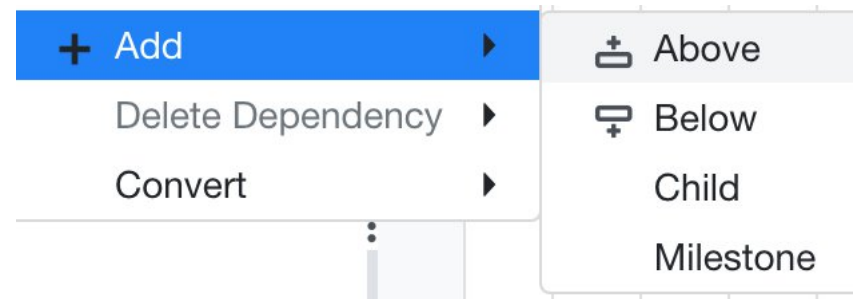 Add
Delete Dependency
Convert
Above
Below
Child
Milestone